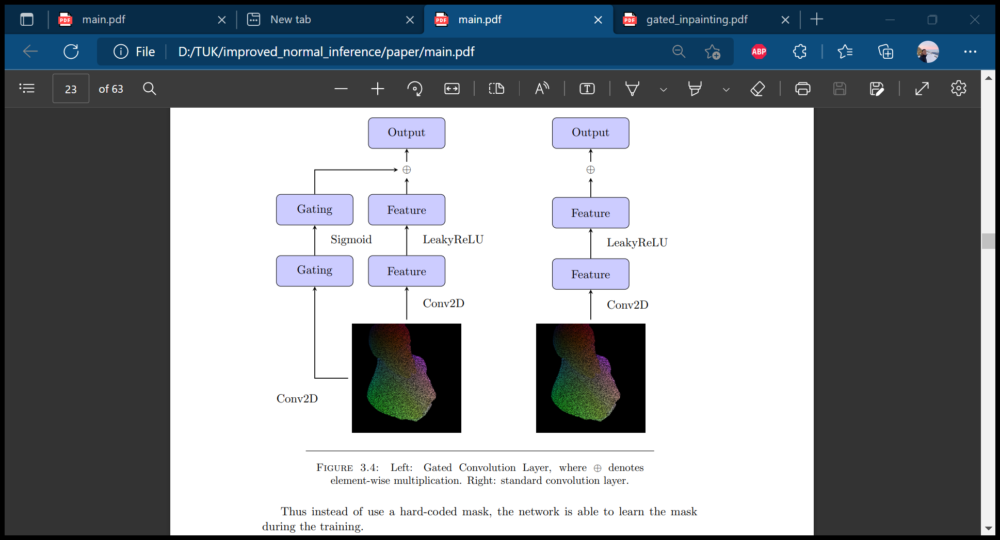 main.pdf
New tab
main.pdf
gated_inpainting.pdf
File
D:/TUK/improved_normal_inference/paper/main.pdf
ABP
23
of 63
Output
Output
⊕
⊕
Gating
Feature
Feature
Sigmoid
LeakyReLU
LeakyReLU
Gating
Feature
Feature
Conv2D
Conv2D
Conv2D
FIGURE 3.4: Left: Gated Convolution Layer, where ⊕ denotes
element-wise multiplication. Right: standard convolution layer.
Thus instead of use a hard-coded mask, the network is able to learn the mask
during the training.